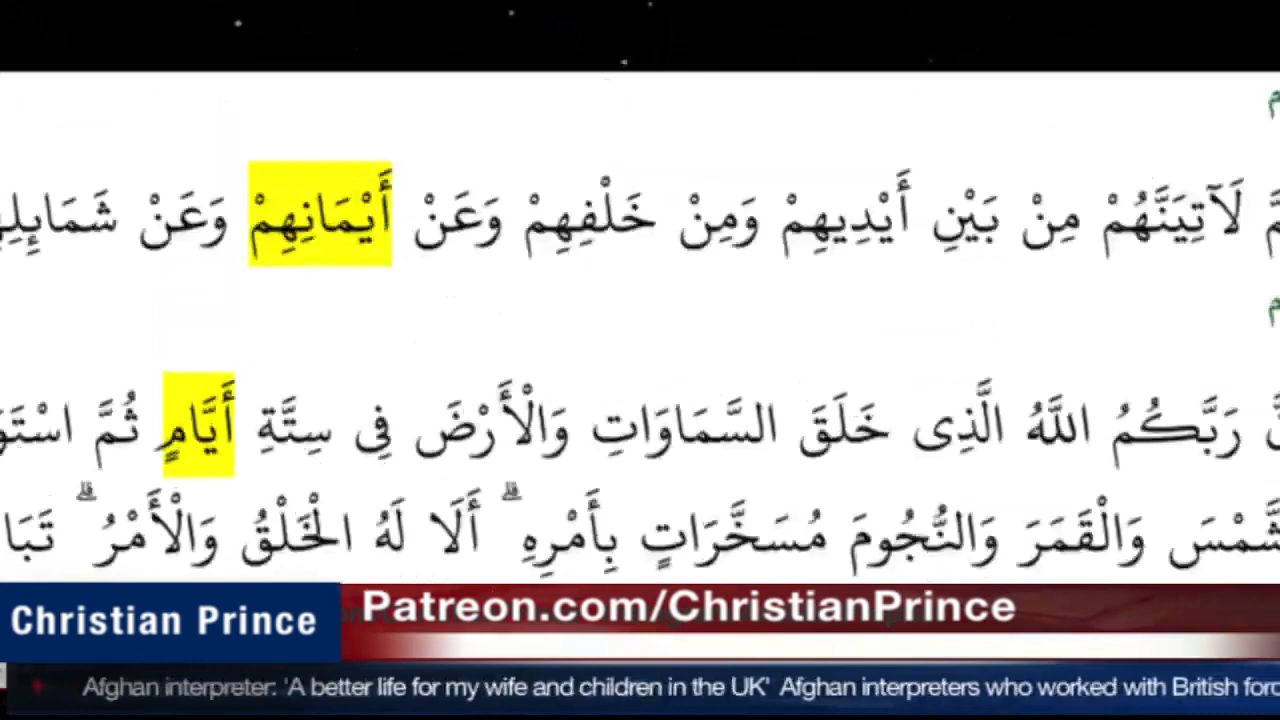 لَآتِيَنَّهُمْ مِنْ بَيْنِ أَيْدِيهِمْ وَمِنْ خَلْفِهِمْ وَعَنْ أَيْمَانِهِمْ وَعَنْ
رَبَّكُمُ اللَّهُ الَّذِى خَلَقَ السَّمَاوَاتِ وَالْأَرْضَ فِى سِتَّةِ أَيَّامٍ ثُمَّ
وَالْقَمَرَ وَالنُّجُومَ مُسَخَّرَاتٍ بِأَمْرِهِ ۗ أَلَا لَهُ الْخَلْقُ وَالْأَمْرُ ۗ
Christian Prince
Patreon.com/ChristianPrince
Afghan interpreter: 'A better life for my wife and children in the UK' Afghan interpreters who worked with British